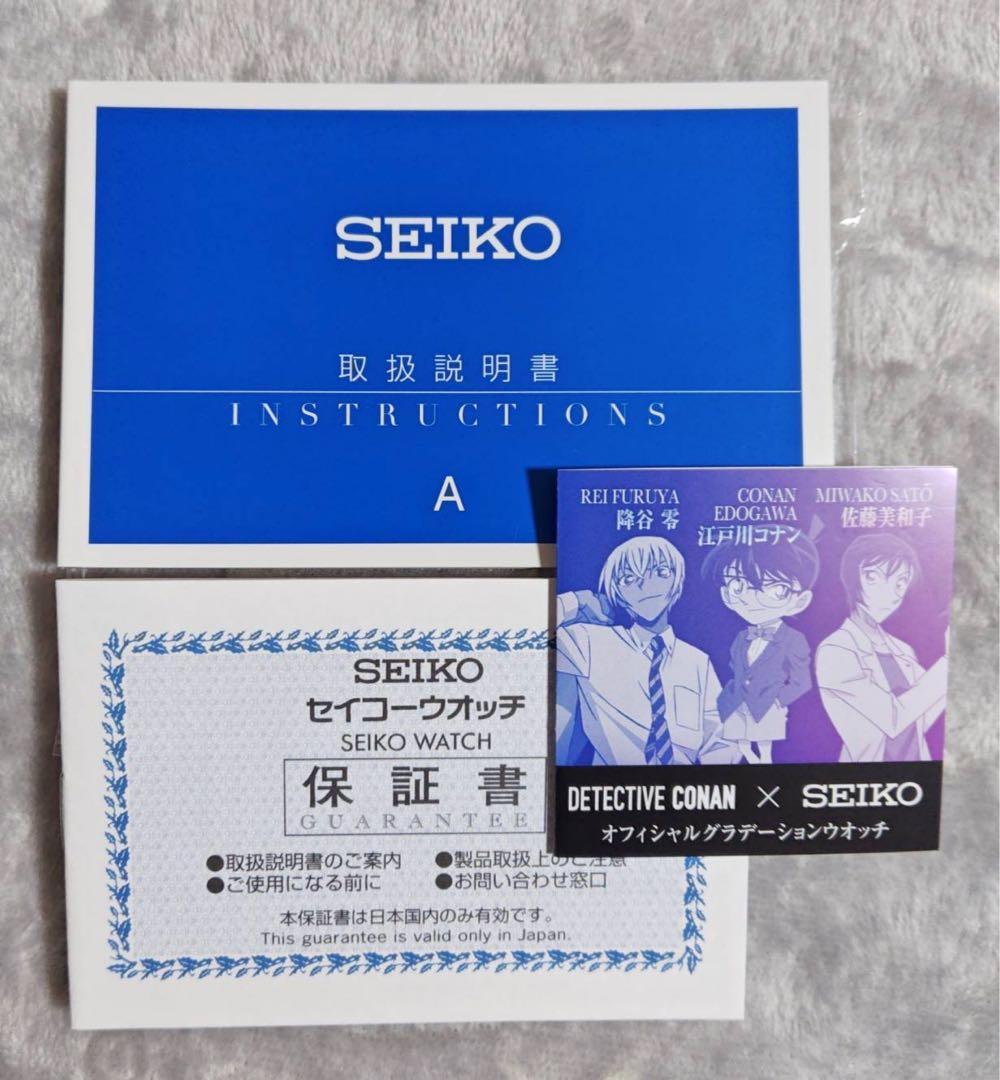 SEIKO
取扱説明書
INSTRUCTIONS
A
REI FURUYA
降谷 零
CONAN
EDOGAWA
江戸川コナン
MIWAKO SATŌ
佐藤美和子
DETECTIVE CONAN × SEIKO
オフィシャルグラデーションウオッチ
SEIKO
セイコーウオッチ
SEIKO WATCH
保証書
GUARANTEE
●取扱説明書のご案内 ●製品取扱上のご注意
●ご使用になる前に ●お問い合わせ窓口
本保証書は日本国内のみ有効です。
This guarantee is valid only in Japan.